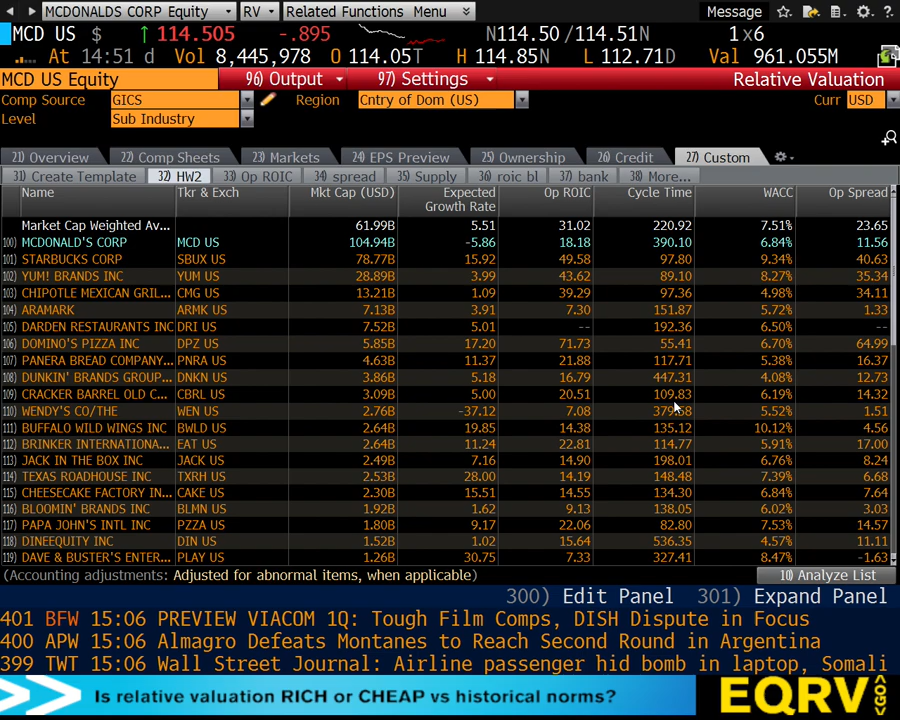 MCDONALDS CORP Equity RV Related Functions Menu Message ?
MCD US $ 114.505 -.895 N114.50 /114.51N 1x6
At 14:51 d Vol 8,445,978 O 114.05T H 114.85N L 112.71D Val 961.055M
MCD US Equity 96) Output 97) Settings Relative Valuation
Comp Source GICS Region Cntry of Dom (US) Curr USD
Level Sub Industry
21) Overview 22) Comp Sheets 23) Markets 24) EPS Preview 25) Ownership 26) Credit 27) Custom
31) Create Template 32) HW2 33) Op ROIC 34) spread 35) Supply 36) roic bl 37) bank 38) More...
Name Tkr & Exch Mkt Cap (USD) Expected Growth Rate Op ROIC Cycle Time WACC Op Spread
Market Cap Weighted Av... 61.99B 5.51 31.02 220.92 7.51% 23.65
100) MCDONALD'S CORP MCD US 104.94B -5.86 18.18 390.10 6.84% 11.56
101) STARBUCKS CORP SBUX US 78.77B 15.92 49.58 97.80 9.34% 40.63
102) YUM! BRANDS INC YUM US 28.89B 3.99 43.62 89.10 8.27% 35.34
103) CHIPOTLE MEXICAN GRIL... CMG US 13.21B 1.09 39.29 97.36 4.98% 34.11
104) ARAMARK ARMK US 7.13B 3.91 7.30 151.87 5.72% 1.33
105) DARDEN RESTAURANTS INC DRI US 7.52B 5.01 -- 192.36 6.50% --
106) DOMINO'S PIZZA INC DPZ US 5.85B 17.20 71.73 55.41 6.70% 64.99
107) PANERA BREAD COMPANY... PNRA US 4.63B 11.37 21.88 117.71 5.38% 16.37
108) DUNKIN' BRANDS GROUP... DNKN US 3.86B 5.18 16.79 447.31 4.08% 12.73
109) CRACKER BARREL OLD C... CBRL US 3.09B 5.00 20.51 109.83 6.19% 14.32
110) WENDY'S CO/THE WEN US 2.76B -37.12 7.08 379.58 5.52% 1.51
111) BUFFALO WILD WINGS INC BWLD US 2.64B 19.85 14.38 135.12 10.12% 4.56
112) BRINKER INTERNATIONA... EAT US 2.64B 11.24 22.81 114.77 5.91% 17.00
113) JACK IN THE BOX INC JACK US 2.49B 7.16 14.90 198.01 6.76% 8.24
114) TEXAS ROADHOUSE INC TXRH US 2.53B 28.00 14.19 148.48 7.39% 6.68
115) CHEESECAKE FACTORY IN... CAKE US 2.30B 15.51 14.55 134.30 6.84% 7.64
116) BLOOMIN' BRANDS INC BLMN US 1.92B 1.62 9.13 138.05 6.02% 3.03
117) PAPA JOHN'S INTL INC PZZA US 1.80B 9.17 22.06 82.80 7.53% 14.57
118) DINEEQUITY INC DIN US 1.52B 1.02 15.64 536.35 4.57% 11.11
119) DAVE & BUSTER'S ENTER... PLAY US 1.26B 30.75 7.33 327.41 8.47% -1.63
(Accounting adjustments: Adjusted for abnormal items, when applicable) 10) Analyze List
300) Edit Panel 301) Expand Panel
401 BFW 15:06 PREVIEW VIACOM 1Q: Tough Film Comps, DISH Dispute in Focus
400 APW 15:06 Almagro Defeats Montanes to Reach Second Round in Argentina
399 TWT 15:06 Wall Street Journal: Airline passenger hid bomb in laptop, Somali
Is relative valuation RICH or CHEAP vs historical norms? EQRV